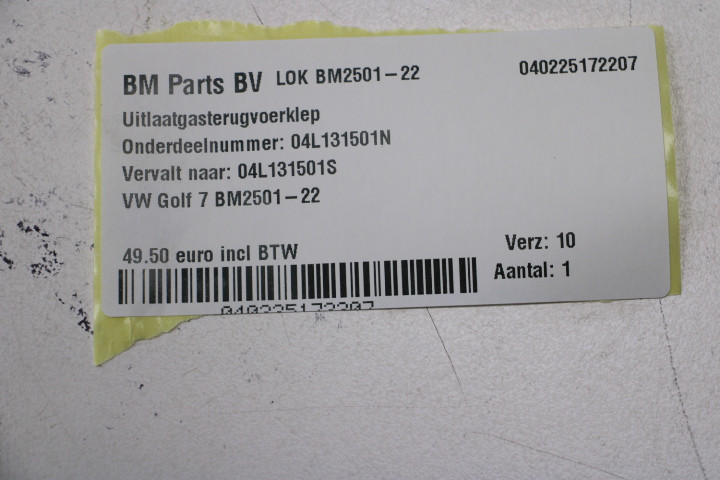 BM Parts BV LOK BM2501-22 040225172207
Uitlaatgasterugvoerklep
Onderdeelnummer: 04L131501N
Vervalt naar: 04L131501S
VW Golf 7 BM2501-22
49.50 euro incl BTW Verz: 10
Aantal: 1
040225172207